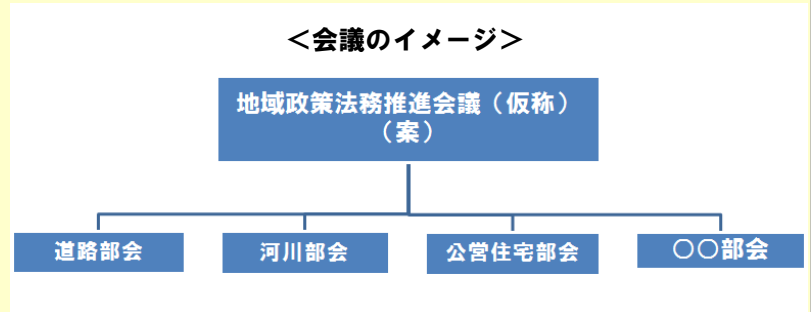 ＜会議のイメージ＞
地域政策法務推進会議（仮称）
（案）
道路部会
河川部会
公営住宅部会
〇〇部会